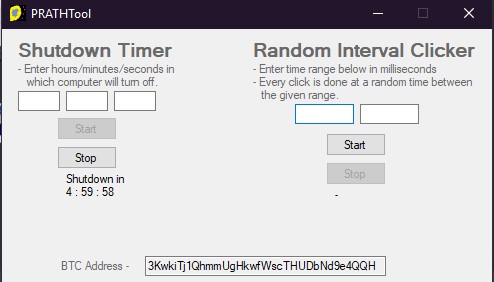 PRATHTool
Shutdown Timer
- Enter hours/minutes/seconds in
which computer will turn off.
Start
Stop
Shutdown in
4 : 59 : 58
Random Interval Clicker
- Enter time range below in milliseconds
- Every click is done at a random time between
the given range.
Start
Stop
-
BTC Address -
3KwkiTj1QhmmUgHkwfWscTHUDbNd9e4QQH